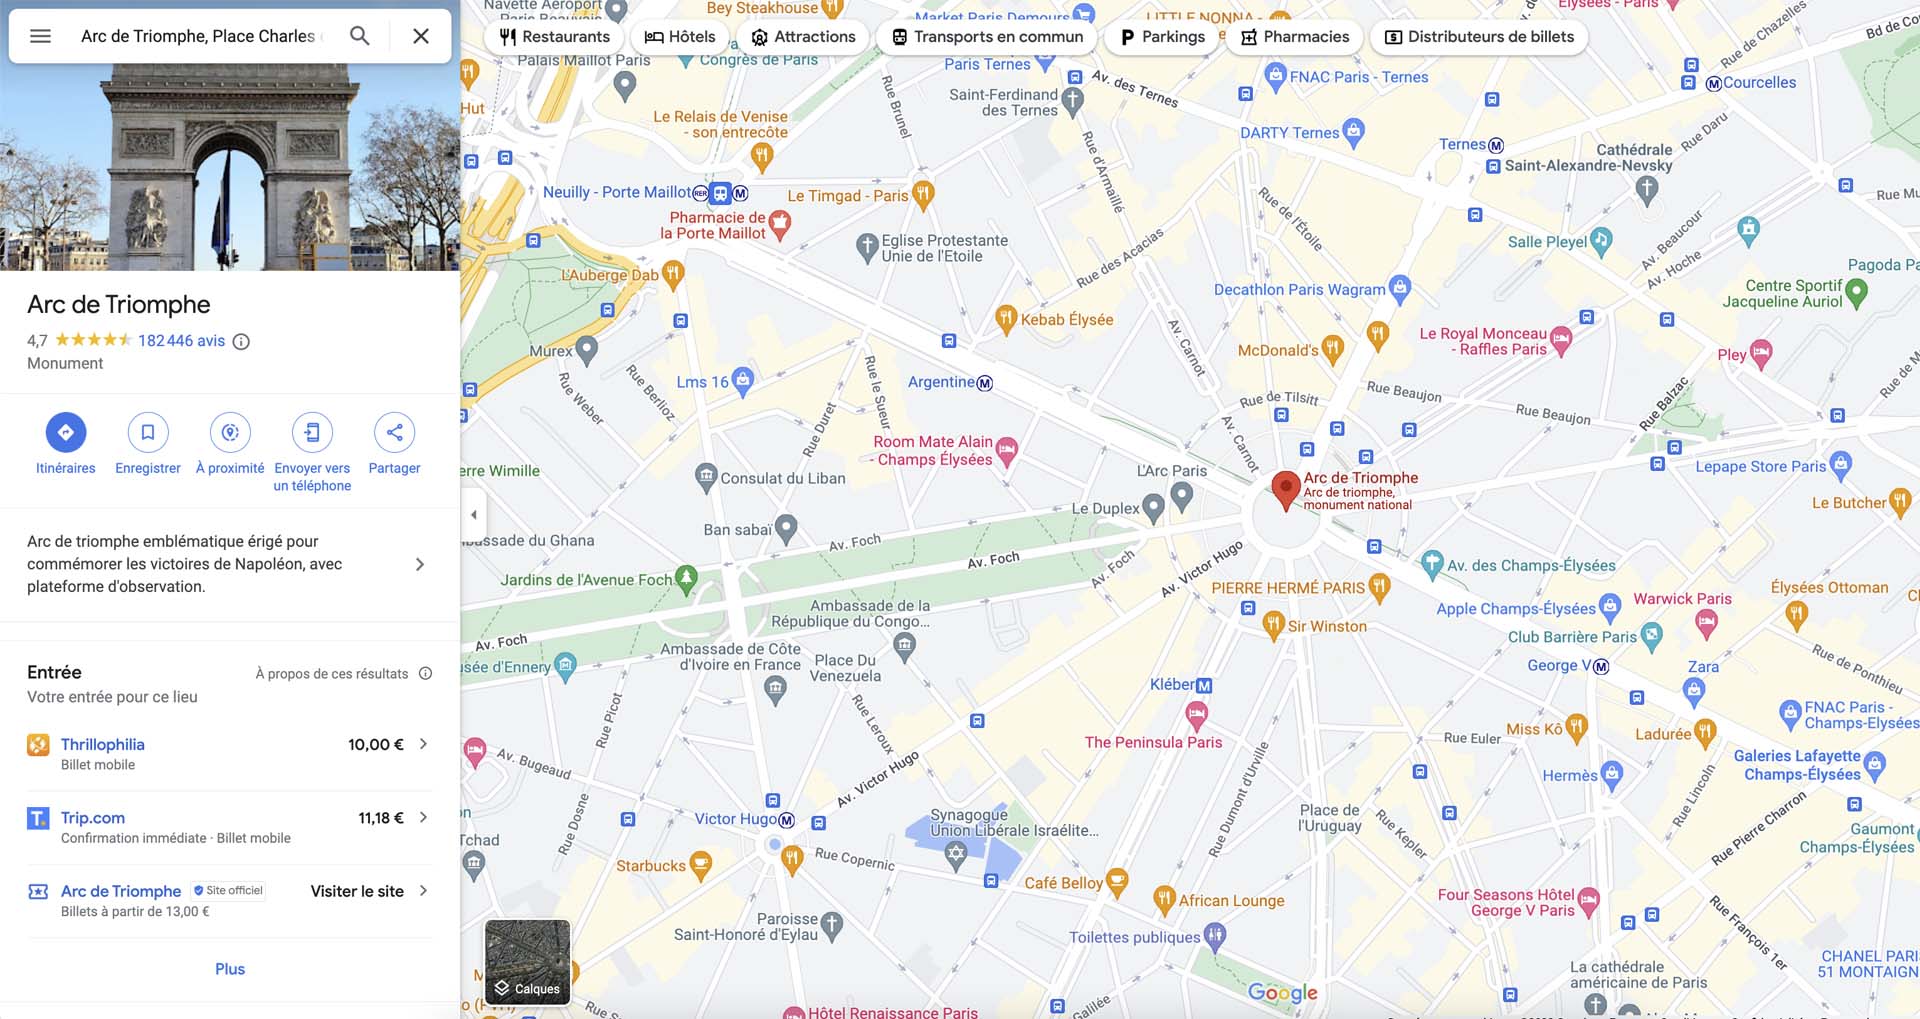 Arc de Triomphe, Place Charles
Restaurants
Hôtels
Attractions
Transports en commun
Parkings
Pharmacies
Distributeurs de billets
Arc de Triomphe
4,7
182 446 avis
Monument
Itinéraires
Enregistrer
À proximité
Envoyer vers
un téléphone
Partager
Arc de triomphe emblématique érigé pour
commémorer les victoires de Napoléon, avec
plateforme d'observation.
Entrée
À propos de ces résultats
Votre entrée pour ce lieu
Thrillophilia
10,00 €
Billet mobile
Trip.com
11,18 €
Confirmation immédiate · Billet mobile
Arc de Triomphe
Site officiel
Visiter le site
Billets à partir de 13,00 €
Plus
Navette Aéroport
Paris Beauvais
Bey Steakhouse
Market Paris Demours
LITTLE NONNA -
Elysées - Paris
Rue de Chazelles
Bd de Co
Palais Maillot Paris
Congrès de Paris
Paris Ternes
Av. des Ternes
FNAC Paris - Ternes
Courcelles
Hut
Rue Brunel
Saint-Ferdinand
des Ternes
Le Relais de Venise
- son entrecôte
DARTY Ternes
Ternes
Rue Daru
Cathédrale
Saint-Alexandre-Nevsky
Rue d'Armaillé
Neuilly - Porte Maillot
RER
Le Timgad - Paris
Rue de l'Étoile
Rue Mu
Pharmacie de
la Porte Maillot
Eglise Protestante
Unie de l'Etoile
Rue des Acacias
Salle Pleyel
Av. Beaucour
Av. Hoche
Pagoda Pa
L'Auberge Dab
Decathlon Paris Wagram
Centre Sportif
Jacqueline Auriol
Kebab Élysée
Av. Carnot
Murex
McDonald's
Le Royal Monceau
- Raffles Paris
Pley
Rue Weber
Rue Berlioz
Lms 16
Rue le Sueur
Argentine
Rue de Tilsitt
Rue Beaujon
Rue Beaujon
Rue Balzac
Rue de M
Rue Duret
Av. Carnot
Room Mate Alain
- Champs Élysées
erre Wimille
Consulat du Liban
L'Arc Paris
Arc de Triomphe
Arc de triomphe,
monument national
Lepape Store Paris
Le Duplex
Le Butcher
Ban sabaï
bassade du Ghana
Av. Foch
Av. Foch
Av. Foch
Av. Victor Hugo
Av. des Champs-Élysées
Jardins de l'Avenue Foch
PIERRE HERMÉ PARIS
Élysées Ottoman
Ambassade de la
République du Congo...
Apple Champs-Élysées
Warwick Paris
Sir Winston
Club Barrière Paris
Av. Foch
Ambassade de Côte
d'Ivoire en France
Place Du
Venezuela
usée d'Ennery
George V
Zara
Rue de Ponthieu
Kléber
Rue Picot
Rue Leroux
FNAC Paris -
Champs-Elysées
Miss Kô
Ladurée
Rue Euler
The Peninsula Paris
Av. Bugeaud
Av. Victor Hugo
Rue Dumont d'Urville
Galeries Lafayette
Champs-Élysées
Hermès
Rue Lincoln
Rue Dosne
Synagogue
Union Libérale Israélite...
Place de
l'Uruguay
Rue Kepler
Rue Pierre Charron
Victor Hugo
Tchad
Gaumont
Champs-Élysées
Starbucks
Rue Copernic
Café Belloy
African Lounge
Four Seasons Hôtel
George V Paris
Rue François 1er
Paroisse
Saint-Honoré d'Eylau
Toilettes publiques
CHANEL PAR
51 MONTAIGN
La cathédrale
américaine de Paris
Calques
Google
Galilée
Hôtel Renaissance Paris